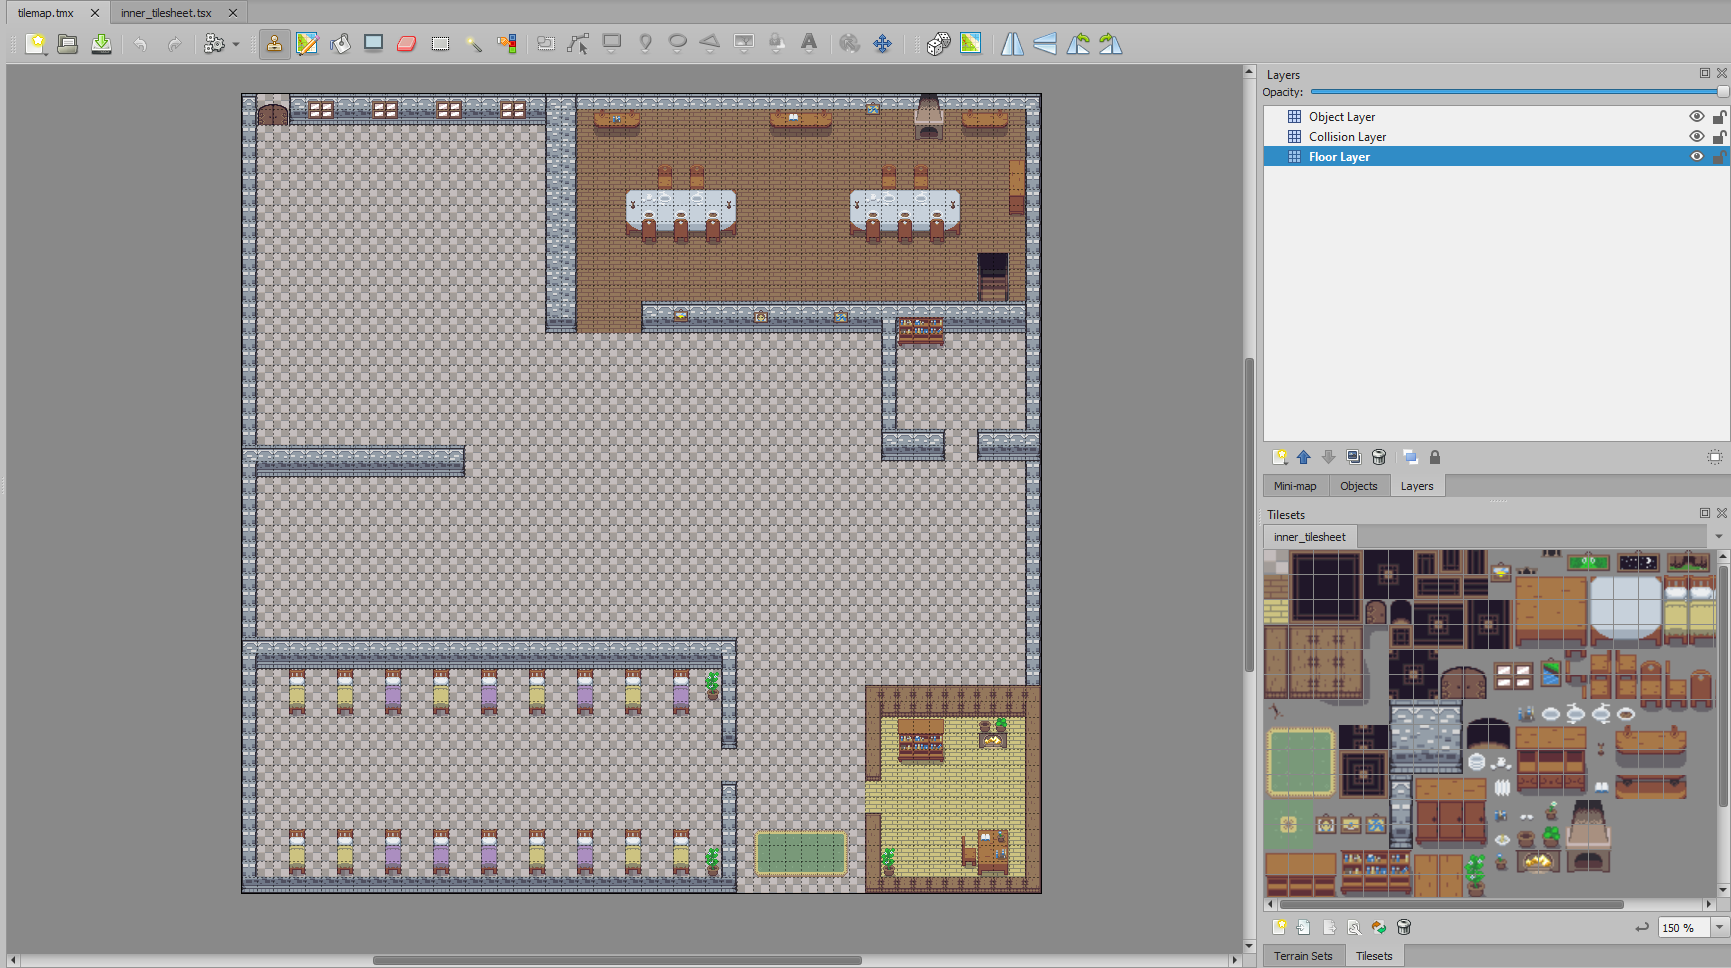 tilemap.tmx
inner_tilesheet.tsx
Layers
Opacity:
Object Layer
Collision Layer
Floor Layer
Mini-map
Objects
Layers
Tilesets
inner_tilesheet
150 %
Terrain Sets
Tilesets